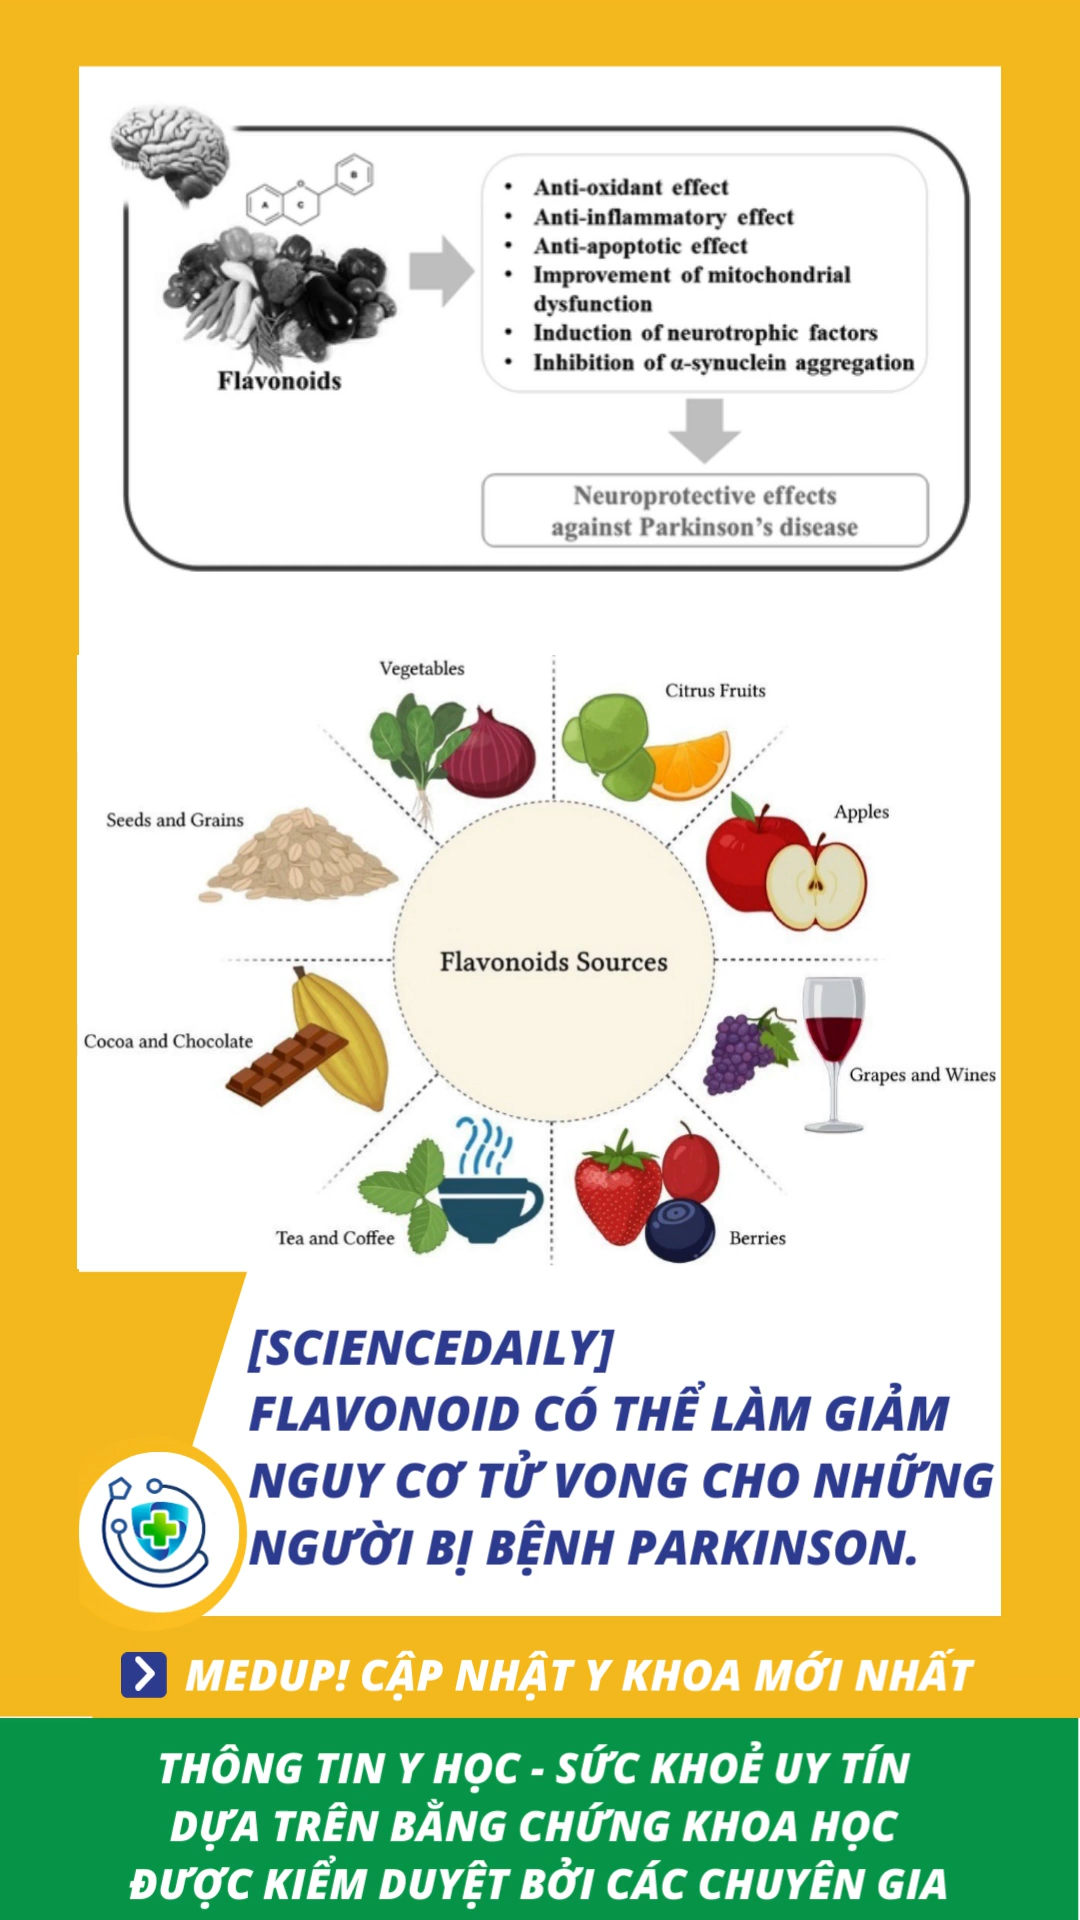 B
O
A
C
Flavonoids
• Anti-oxidant effect
• Anti-inflammatory effect
• Anti-apoptotic effect
• Improvement of mitochondrial
dysfunction
• Induction of neurotrophic factors
• Inhibition of α-synuclein aggregation
Neuroprotective effects
against Parkinson's disease
Vegetables
Citrus Fruits
Seeds and Grains
Apples
Flavonoids Sources
Cocoa and Chocolate
Grapes and Wines
Tea and Coffee
Berries
[SCIENCEDAILY]
FLAVONOID CÓ THỂ LÀM GIẢM
NGUY CƠ TỬ VONG CHO NHỮNG
NGƯỜI BỊ BỆNH PARKINSON.
MEDUP! CẬP NHẬT Y KHOA MỚI NHẤT
THÔNG TIN Y HỌC - SỨC KHOẺ UY TÍN
DỰA TRÊN BẰNG CHỨNG KHOA HỌC
ĐƯỢC KIỂM DUYỆT BỞI CÁC CHUYÊN GIA